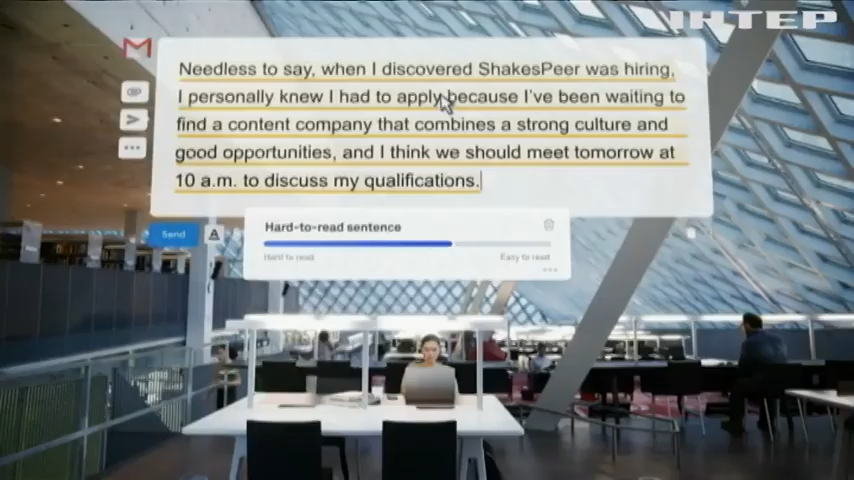 ІНТЕР
Needless to say, when I discovered ShakesPeer was hiring,
I personally knew I had to apply because I've been waiting to
find a content company that combines a strong culture and
good opportunities, and I think we should meet tomorrow at
10 a.m. to discuss my qualifications.
Send
A
Hard-to-read sentence
Hard to read
Easy to read